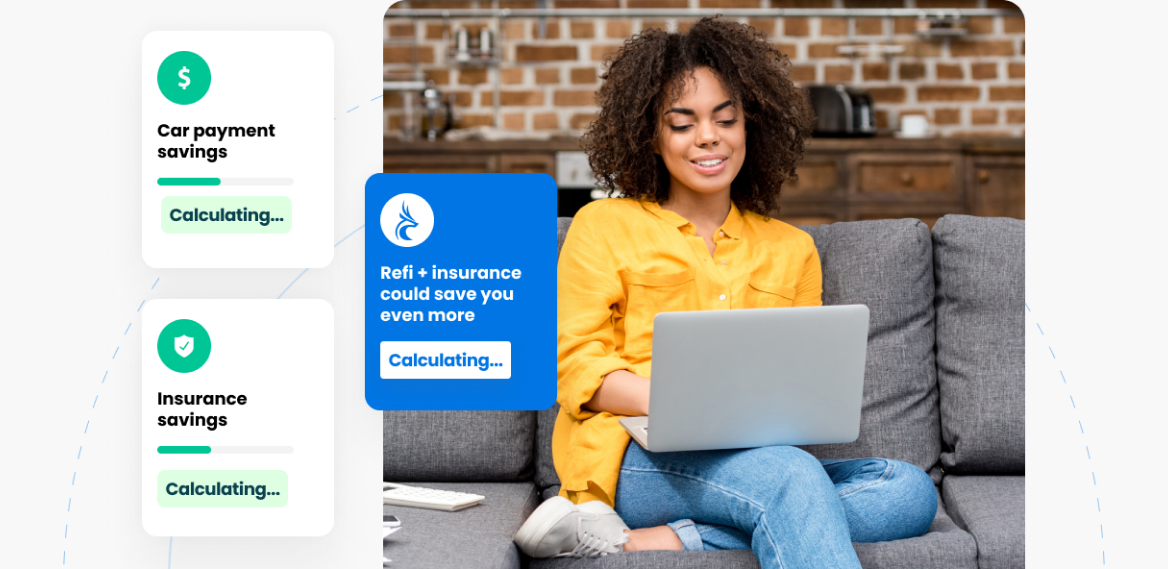 $
Car payment
savings
Calculating...
Insurance
savings
Calculating...
Refi + insurance
could save you
even more
Calculating...